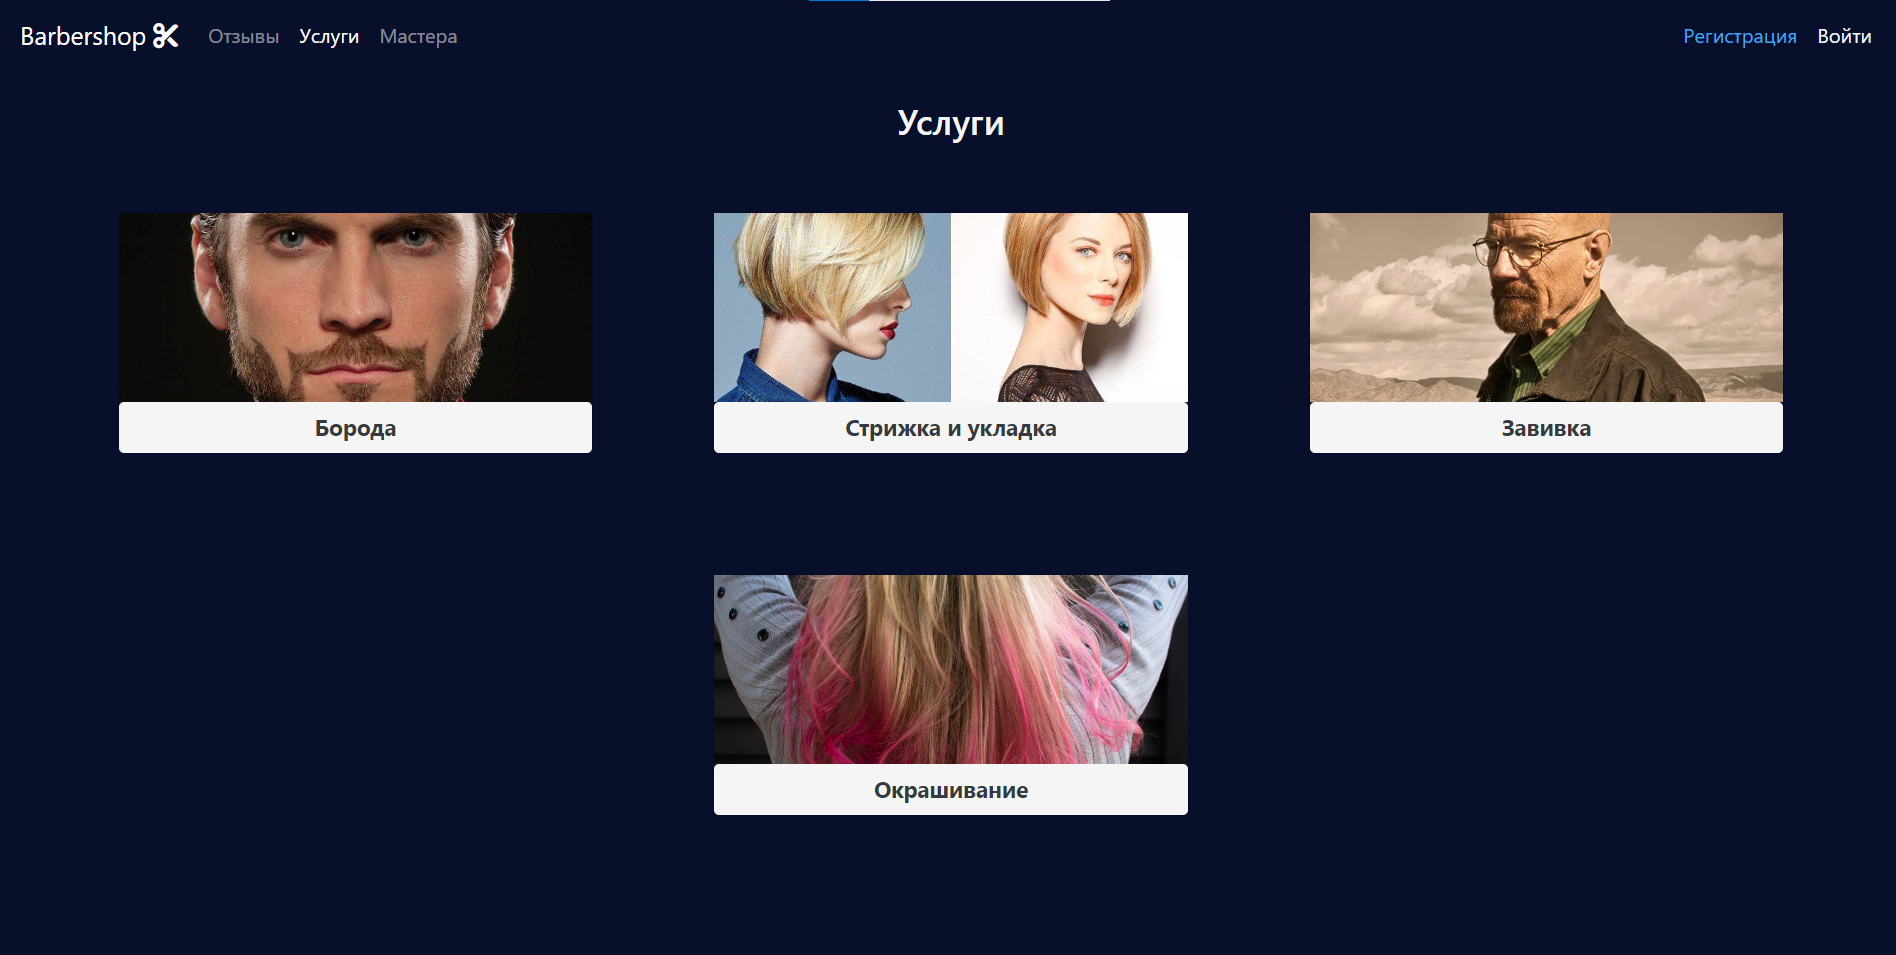 Barbershop Отзывы Услуги Мастера Регистрация Войти
Услуги
Борода
Стрижка и укладка
Завивка
Окрашивание